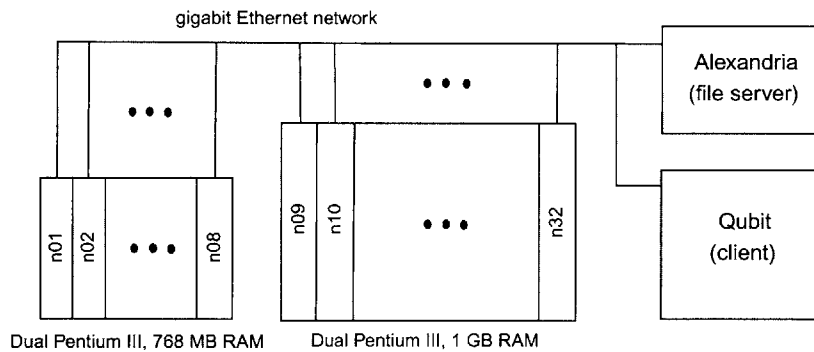 gigabit Ethernet network
Alexandria
(file server)
n01
n02
n08
n09
n10
n32
Qubit
(client)
Dual Pentium III, 768 MB RAM
Dual Pentium III, 1 GB RAM